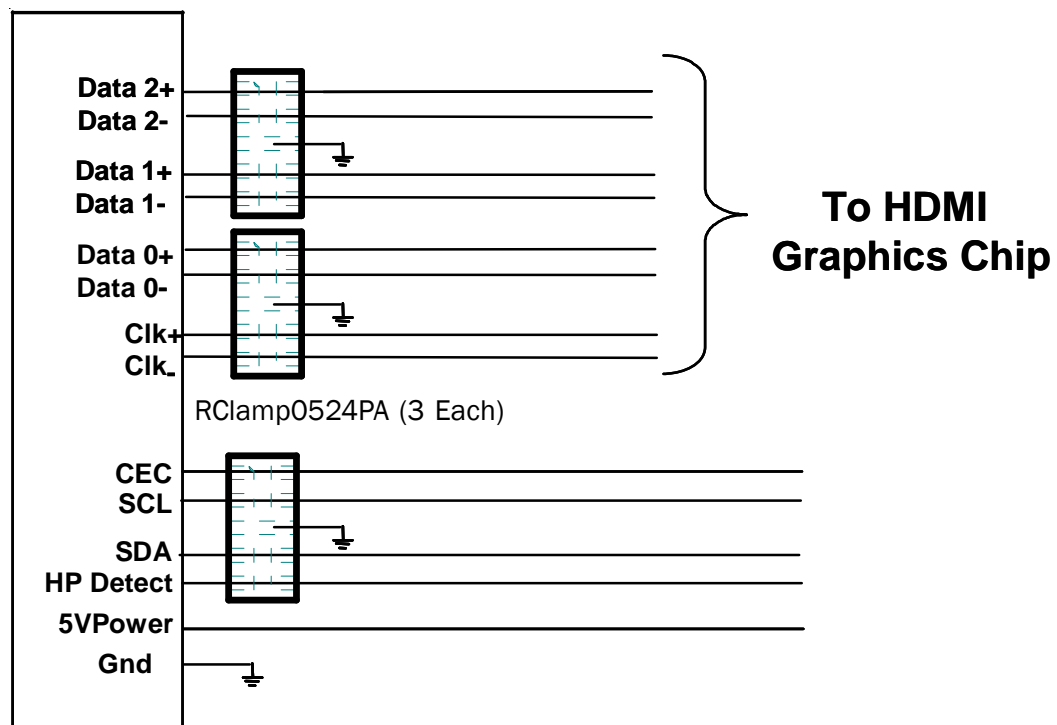 Data 2+
Data 2-
Data 1+
Data 1-
Data 0+
Data 0-
Clk+
Clk-
To HDMI
Graphics Chip
RClamp0524PA (3 Each)
CEC
SCL
SDA
HP Detect
5VPower
Gnd